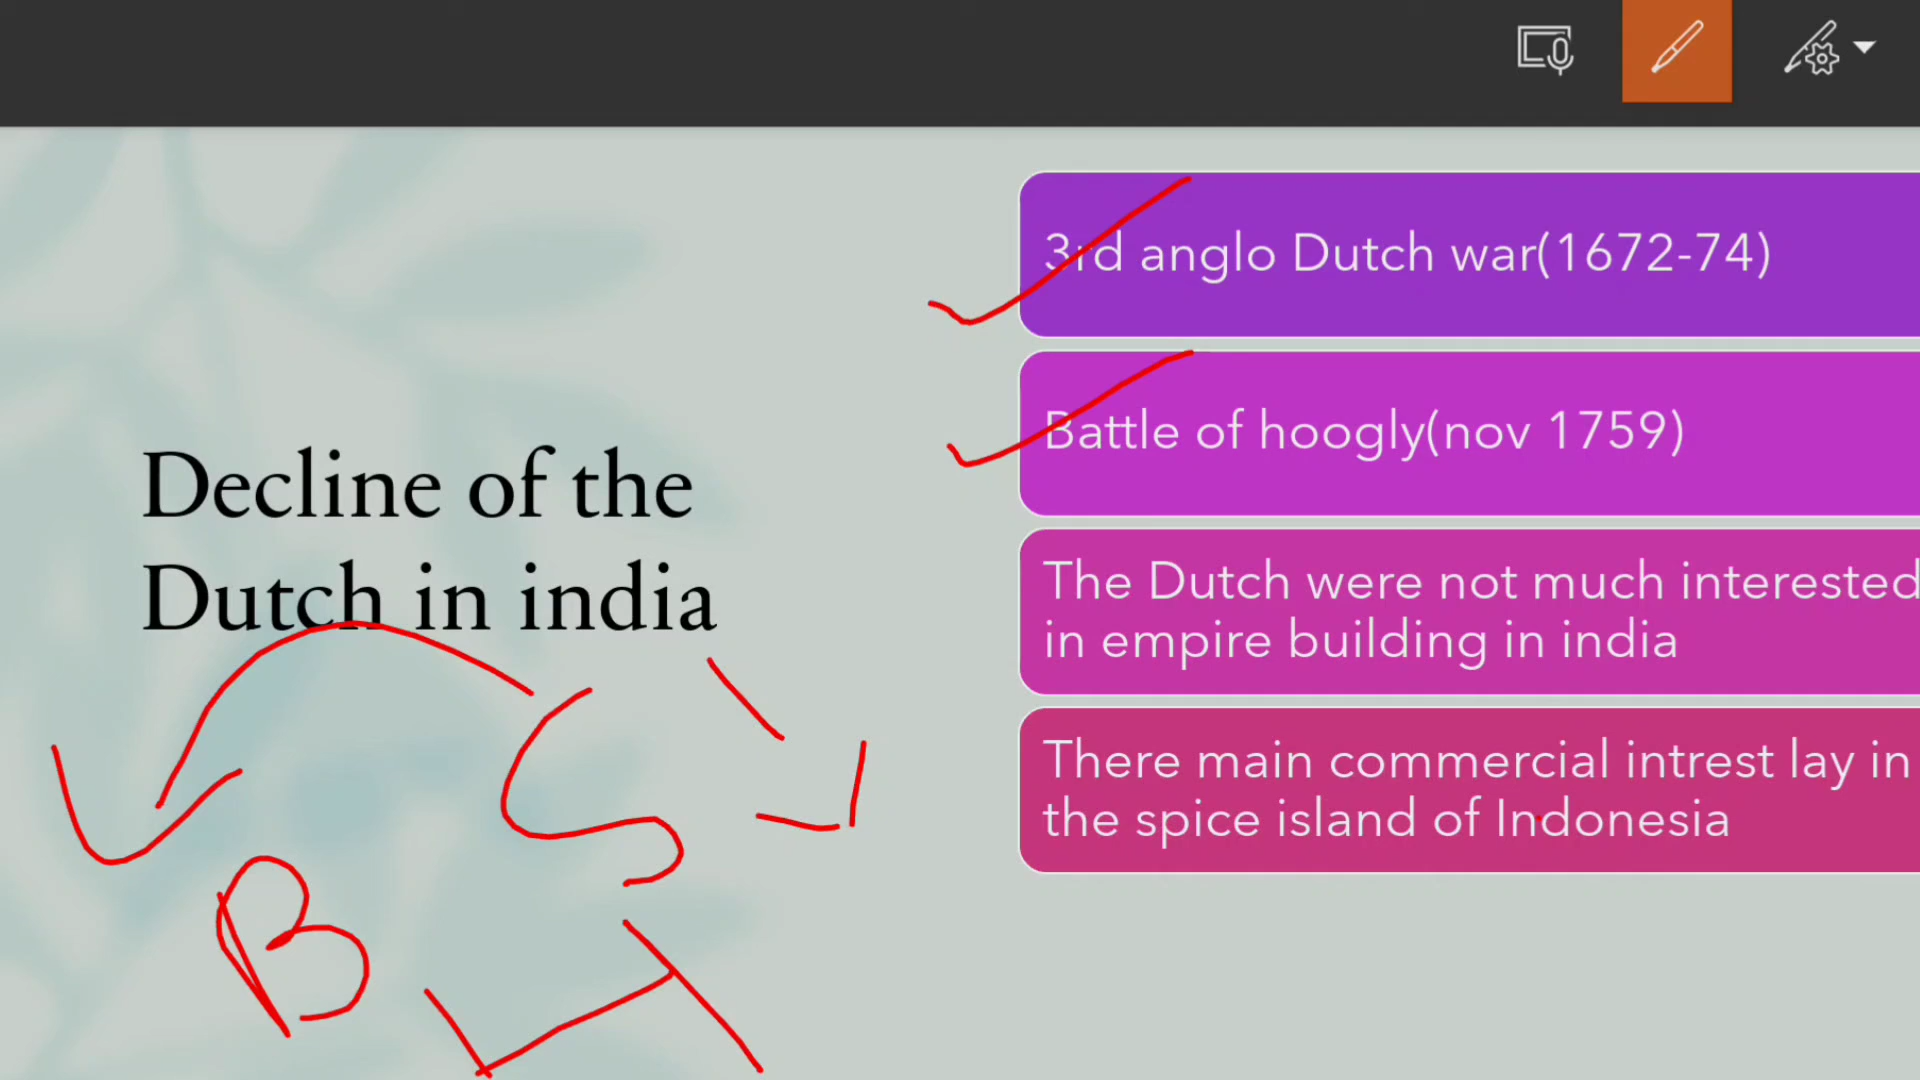 Decline of the
Dutch in india
3rd anglo Dutch war(1672-74)
Battle of hoogly(nov 1759)
The Dutch were not much interested
in empire building in india
There main commercial intrest lay in
the spice island of Indonesia
S
B